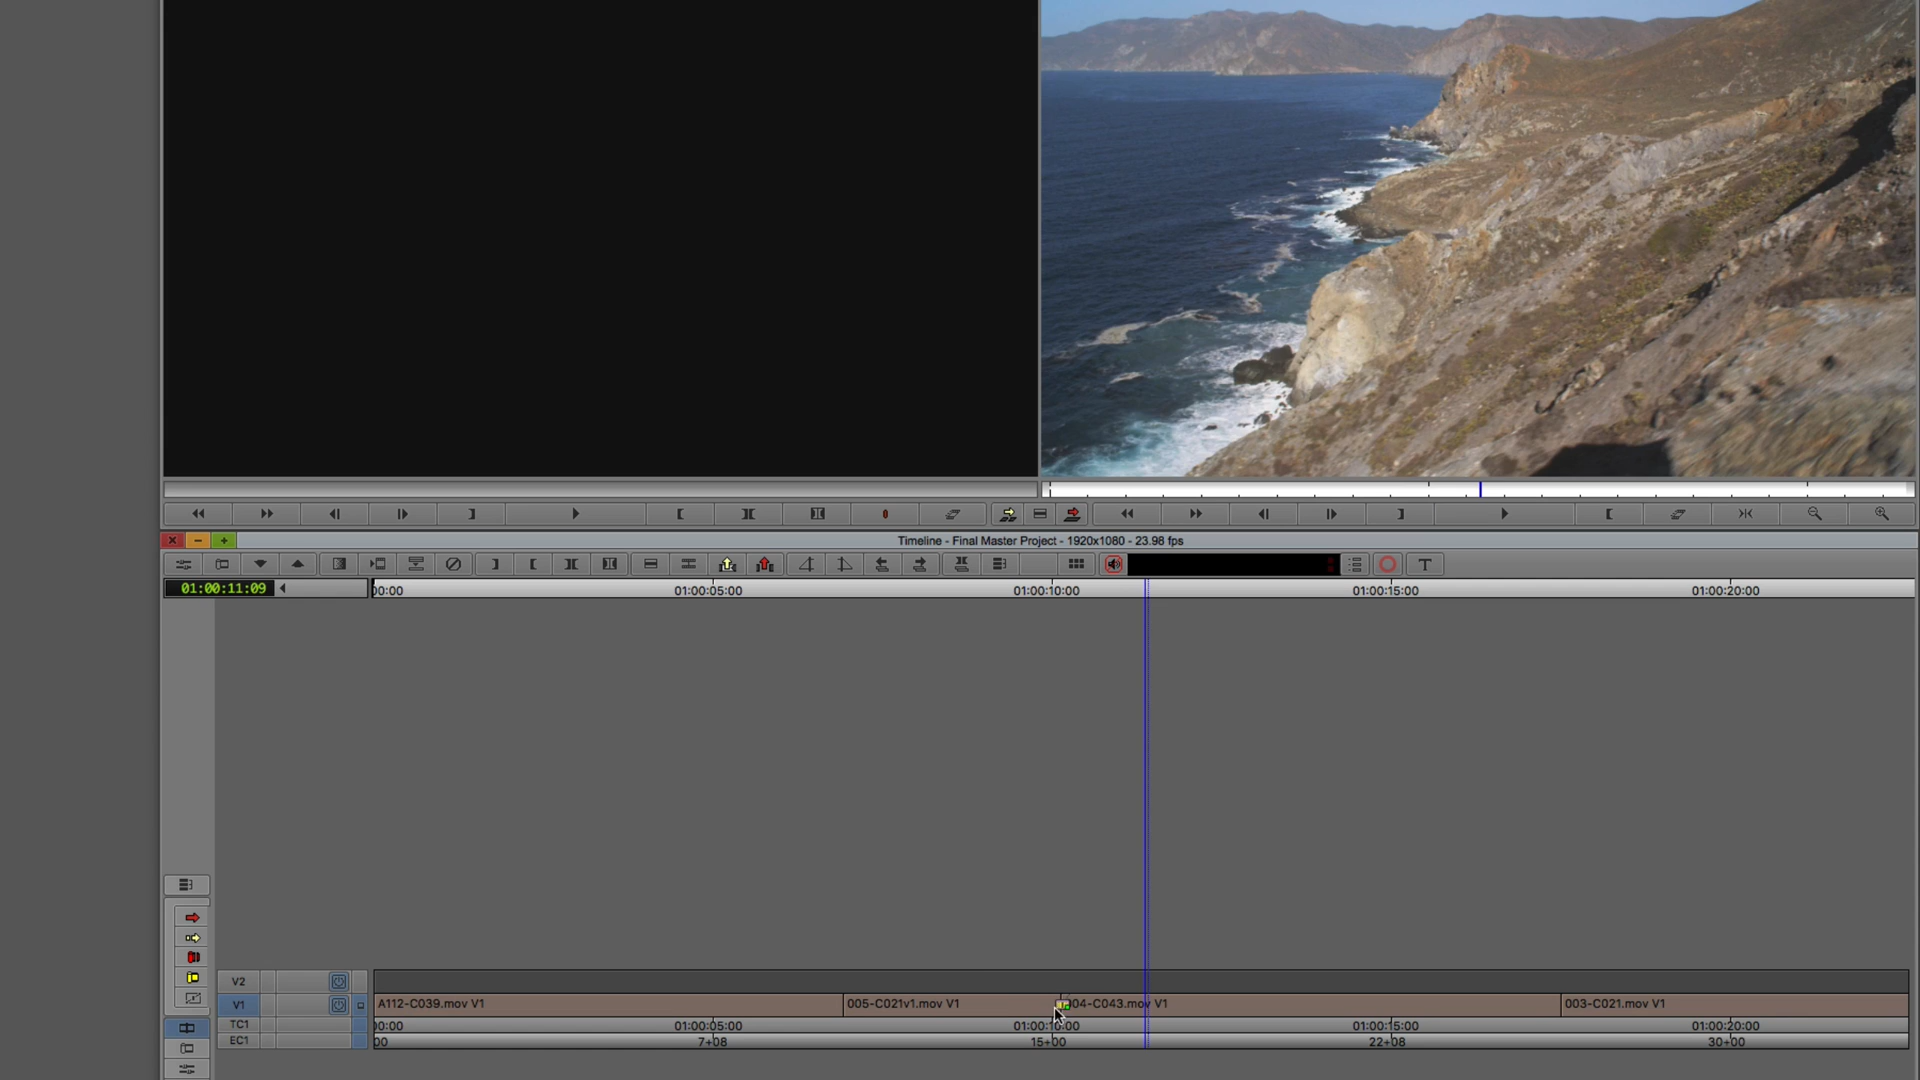 Timeline - Final Master Project - 1920x1080 - 23.98 fps
T
01:00:11:09
00:00 01:00:05:00 01:00:10:00 01:00:15:00 01:00:20:00
V2
V1 A112-C039.mov V1 005-C021v1.mov V1 04-C043.mov V1 003-C021.mov V1
TC1 00:00 01:00:05:00 01:00:10:00 01:00:15:00 01:00:20:00
EC1 00 7+08 15+00 22+08 30+00